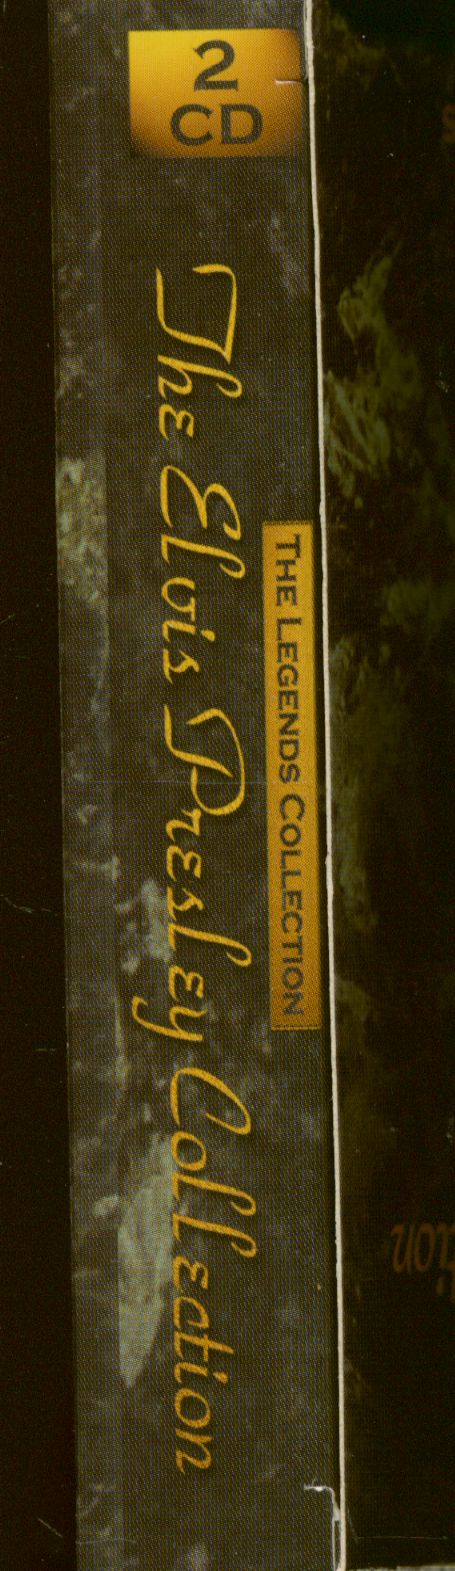 2
CD
THE LEGENDS COLLECTION
The Elvis Presley Collection